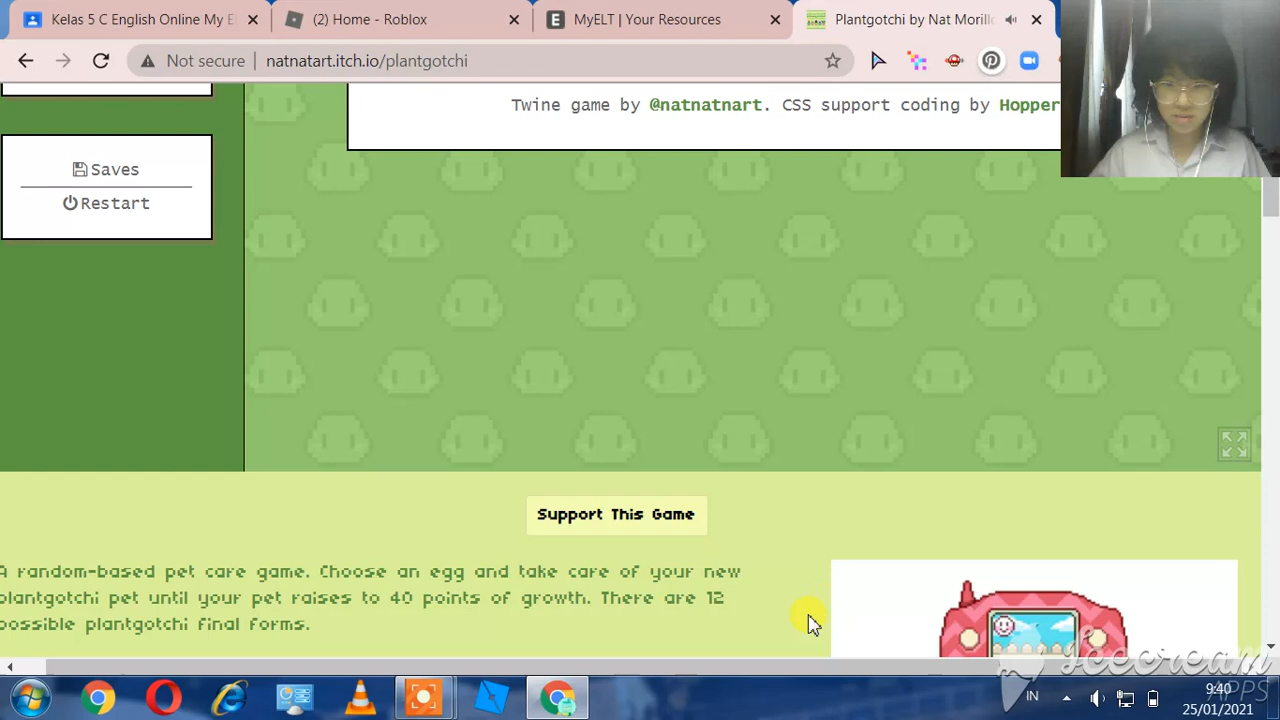 Kelas 5 C English Online My E
(2) Home - Roblox
MyELT | Your Resources
Plantgotchi by Nat Morill
Not secure
natnatart.itch.io/plantgotchi
Twine game by @natnatnart. CSS support coding by Hopper
Saves
Restart
Support This Game
A random-based pet care game. Choose an egg and take care of your new
plantgotchi pet until your pet raises to 40 points of growth. There are 12
possible plantgotchi final forms.
Icecream
APPS
IN
9:40
25/01/2021